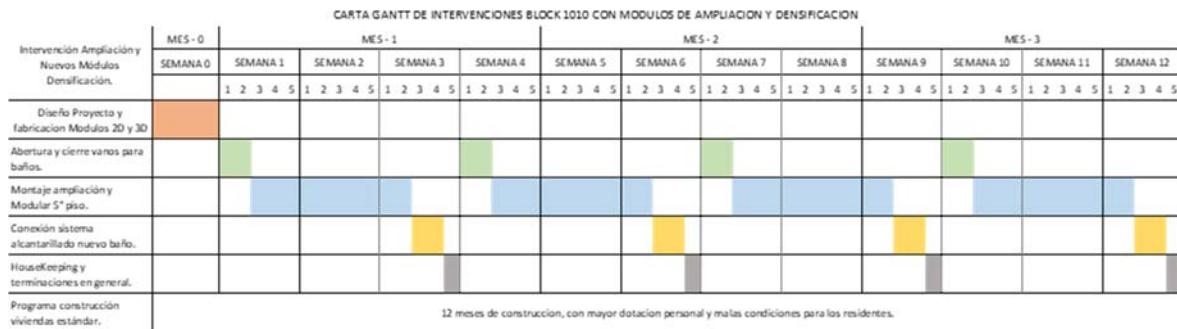 CARTA GANTT DE INTERVENCIONES BLOCK 1010 CON MODULOS DE AMPLIACION Y DENSIFICACION
Intervención Ampliación y
Nuevos Módulos
Densificación.
MES - 0 MES - 1 MES - 2 MES - 3
SEMANA 0 SEMANA 1 SEMANA 2 SEMANA 3 SEMANA 4 SEMANA 5 SEMANA 6 SEMANA 7 SEMANA 8 SEMANA 9 SEMANA 10 SEMANA 11 SEMANA 12
1 2 3 4 5 1 2 3 4 5 1 2 3 4 5 1 2 3 4 5 1 2 3 4 5 1 2 3 4 5 1 2 3 4 5 1 2 3 4 5 1 2 3 4 5 1 2 3 4 5 1 2 3 4 5 1 2 3 4 5
Diseño Proyecto y
fabricacion Modulos 2D y 3D
Abertura y cierre vanos para
baños.
Montaje ampliación y
Modular 5° piso.
Conexión sistema
alcantarillado nuevo baño.
HouseKeeping y
terminaciones en general.
Programa construcción
viviendas estándar.
12 meses de construccion, con mayor dotacion personal y malas condiciones para los residentes.